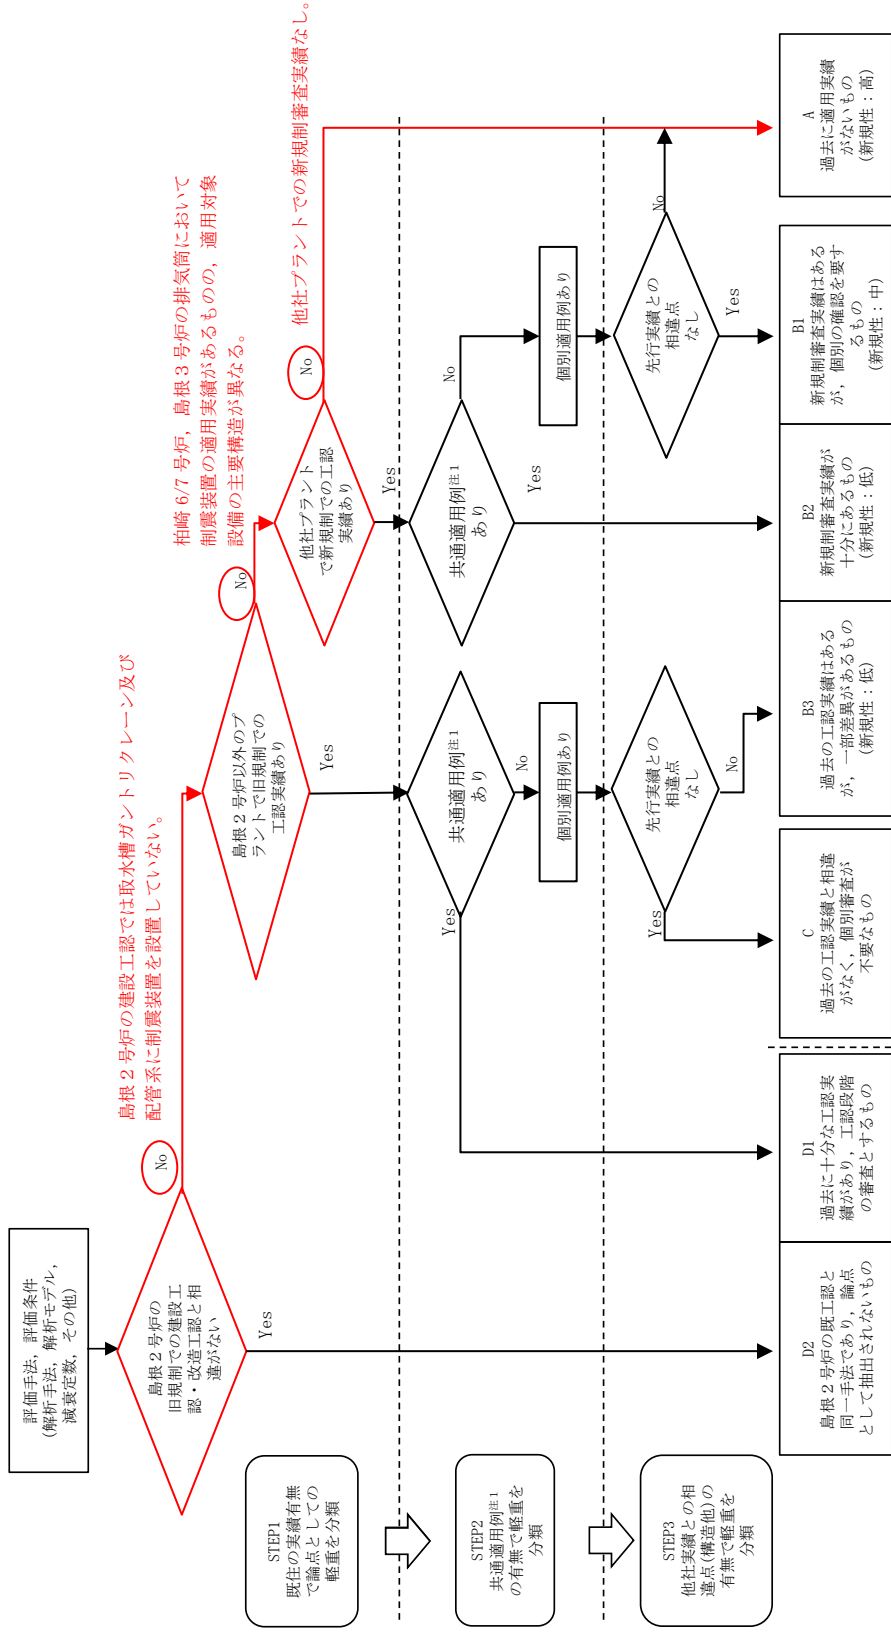 評価手法，評価条件
(解析手法，解析モデル，
減衰定数，その他)
島根２号炉の
旧規制での建設工
認・改造工認と相
違がない
No
Yes
島根２号炉の建設工認では取水槽ガントリクレーン及び
配管系に制震装置を設置していない。
島根２号炉以外のプ
ラントで旧規制での
工認実績あり
No
Yes
柏崎 6/7 号炉，島根３号炉の排気筒において
制震装置の適用実績があるものの，適用対象
設備の主要構造が異なる。
他社プラント
で新規制での工認
実績あり
No
Yes
他社プラントでの新規制審査実績なし。
STEP1
既往の実績有無
で論点としての
軽重を分類
STEP2
共通適用例注１
の有無で軽重を
分類
STEP3
他社実績との相
違点(構造他)の
有無で軽重を
分類
共通適用例注１
あり
Yes
No
共通適用例注１
あり
Yes
No
個別適用例あり
個別適用例あり
先行実績との
相違点
なし
Yes
No
先行実績との
相違点
なし
Yes
No
D2
島根２号炉の既工認と
同一手法であり，論点
として抽出されないもの
D1
過去に十分な工認実
績があり，工認段階
の審査とするもの
C
過去の工認実績と相違
がなく，個別審査が
不要なもの
B3
過去の工認実績はある
が，一部差異があるもの
(新規性：低)
B2
新規制審査実績が
十分にあるもの
(新規性：低)
B1
新規制審査実績はある
が，個別の確認を要す
るもの
(新規性：中)
A
過去に適用実績
がないもの
(新規性：高)